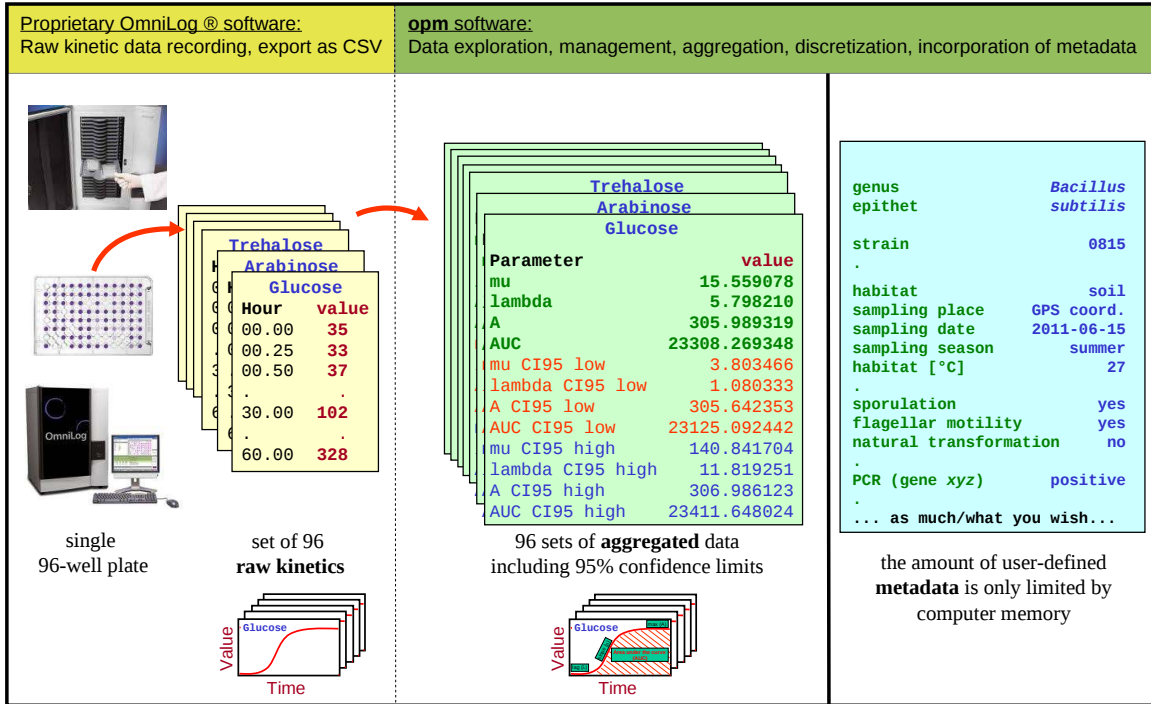 Proprietary OmniLog ® software:
Raw kinetic data recording, export as CSV
opm software:
Data exploration, management, aggregation, discretization, incorporation of metadata
OmniLog
single
96-well plate
Trehalose
Arabinose
Glucose
Hour value
00.00 35
00.25 33
00.50 37
. .
30.00 102
. .
60.00 328
set of 96
raw kinetics
Glucose
Value
Time
Trehalose
Arabinose
Glucose
Parameter value
mu 15.559078
lambda 5.798210
A 305.989319
AUC 23308.269348
mu CI95 low 3.803466
lambda CI95 low 1.080333
A CI95 low 305.642353
AUC CI95 low 23125.092442
mu CI95 high 140.841704
lambda CI95 high 11.819251
A CI95 high 306.986123
AUC CI95 high 23411.648024
96 sets of aggregated data
including 95% confidence limits
Glucose
max (A)
Area under the curve
(AUC)
lag (λ)
Value
Time
genus Bacillus
epithet subtilis
strain 0815
.
habitat soil
sampling place GPS coord.
sampling date 2011-06-15
sampling season summer
habitat [°C] 27
.
sporulation yes
flagellar motility yes
natural transformation no
.
PCR (gene xyz) positive
.
... as much/what you wish...
the amount of user-defined
metadata is only limited by
computer memory